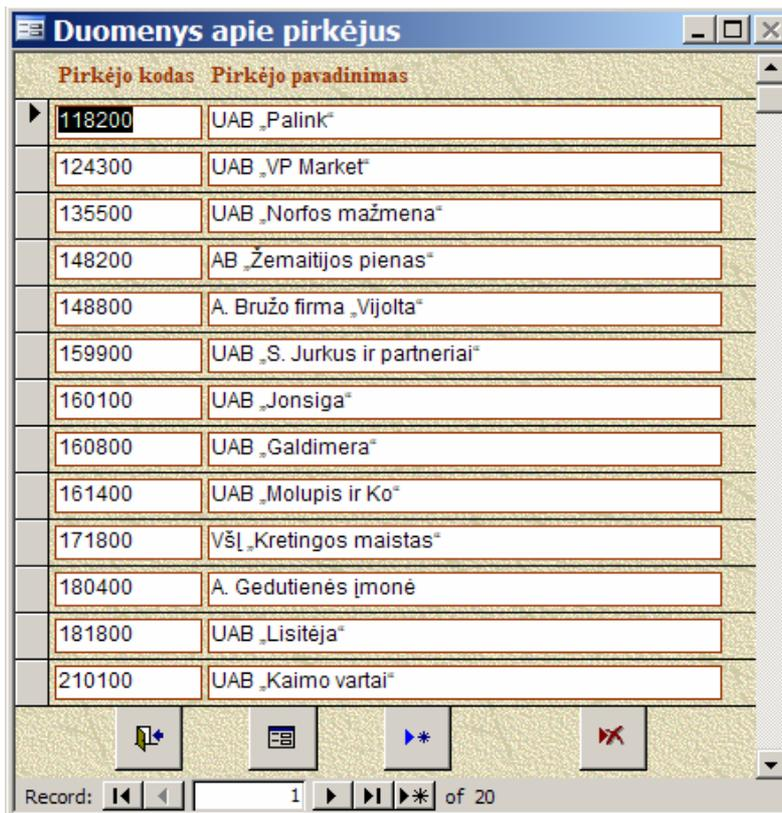 Duomenys apie pirkėjus
Pirkėjo kodas Pirkėjo pavadinimas
118200 UAB „Palink“
124300 UAB „VP Market“
135500 UAB „Norfos mažmena“
148200 AB „Žemaitijos pienas“
148800 A. Bružo firma „Vijolta“
159900 UAB „S. Jurkus ir partneriai“
160100 UAB „Jonsiga“
160800 UAB „Galdimera“
161400 UAB „Molupis ir Ko“
171800 VšĮ „Kretingos maistas“
180400 A. Gedutienės įmonė
181800 UAB „Lisitėja“
210100 UAB „Kaimo vartai“
Record: 1 of 20